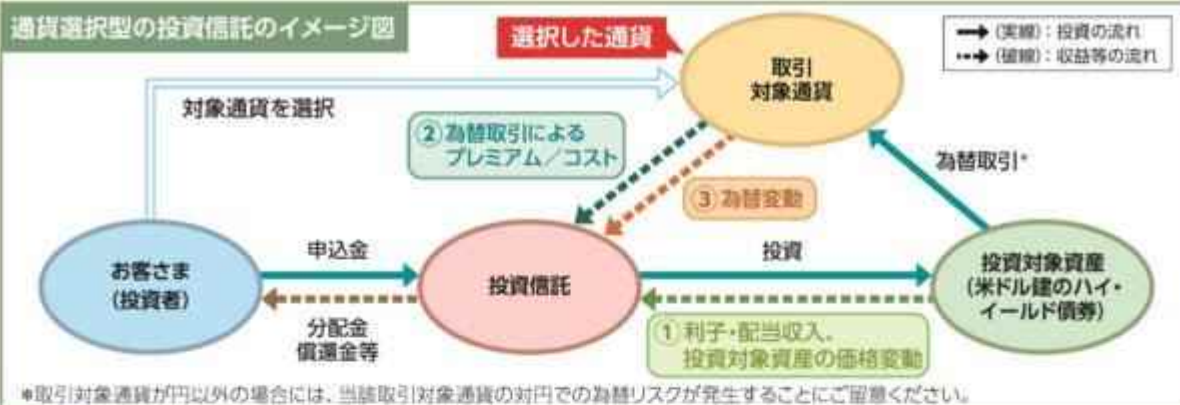 通貨選択型の投資信託のイメージ図
選択した通貨
(実線)：投資の流れ
(破線)：収益等の流れ
取引
対象通貨
対象通貨を選択
②為替取引による
プレミアム／コスト
③為替変動
為替取引*
お客さま
(投資者)
申込金
分配金
償還金等
投資信託
投資
①利子・配当収入、
投資対象資産の価格変動
投資対象資産
(米ドル建のハイ・
イールド債券)
*取引対象通貨が円以外の場合には、当該取引対象通貨の対円での為替リスクが発生することにご留意ください。